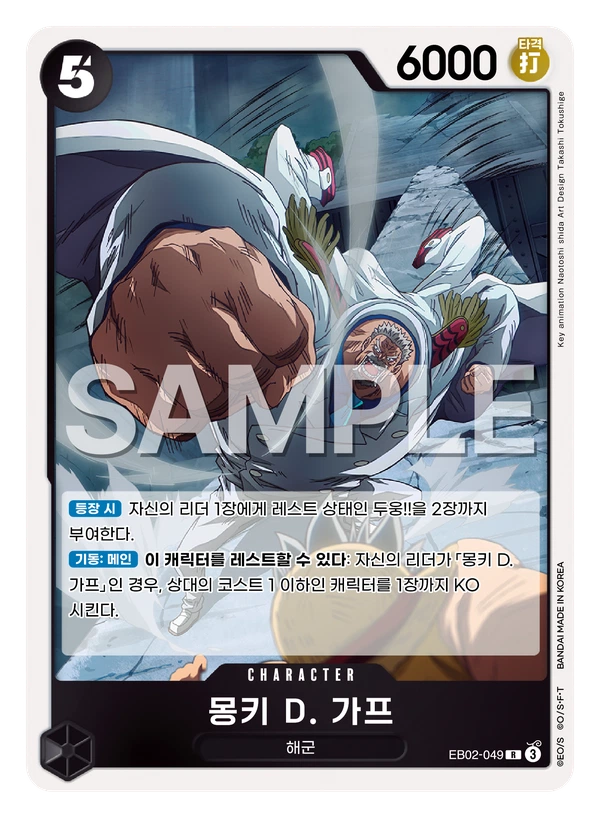 5
6000
타격
打
Key animation Naotoshi shida Art Design Takashi Tokushige
SAMPLE
등장 시 자신의 리더 1장에게 레스트 상태인 두웅!!을 2장까지
부여한다.
기동: 메인 이 캐릭터를 레스트할 수 있다: 자신의 리더가 「몽키 D.
가프」인 경우, 상대의 코스트 1 이하인 캐릭터를 1장까지 KO
시킨다.
CHARACTER
몽키 D. 가프
해군
EB02-049 R 3
©EO/S ©O/S·F·T BANDAI MADE IN KOREA